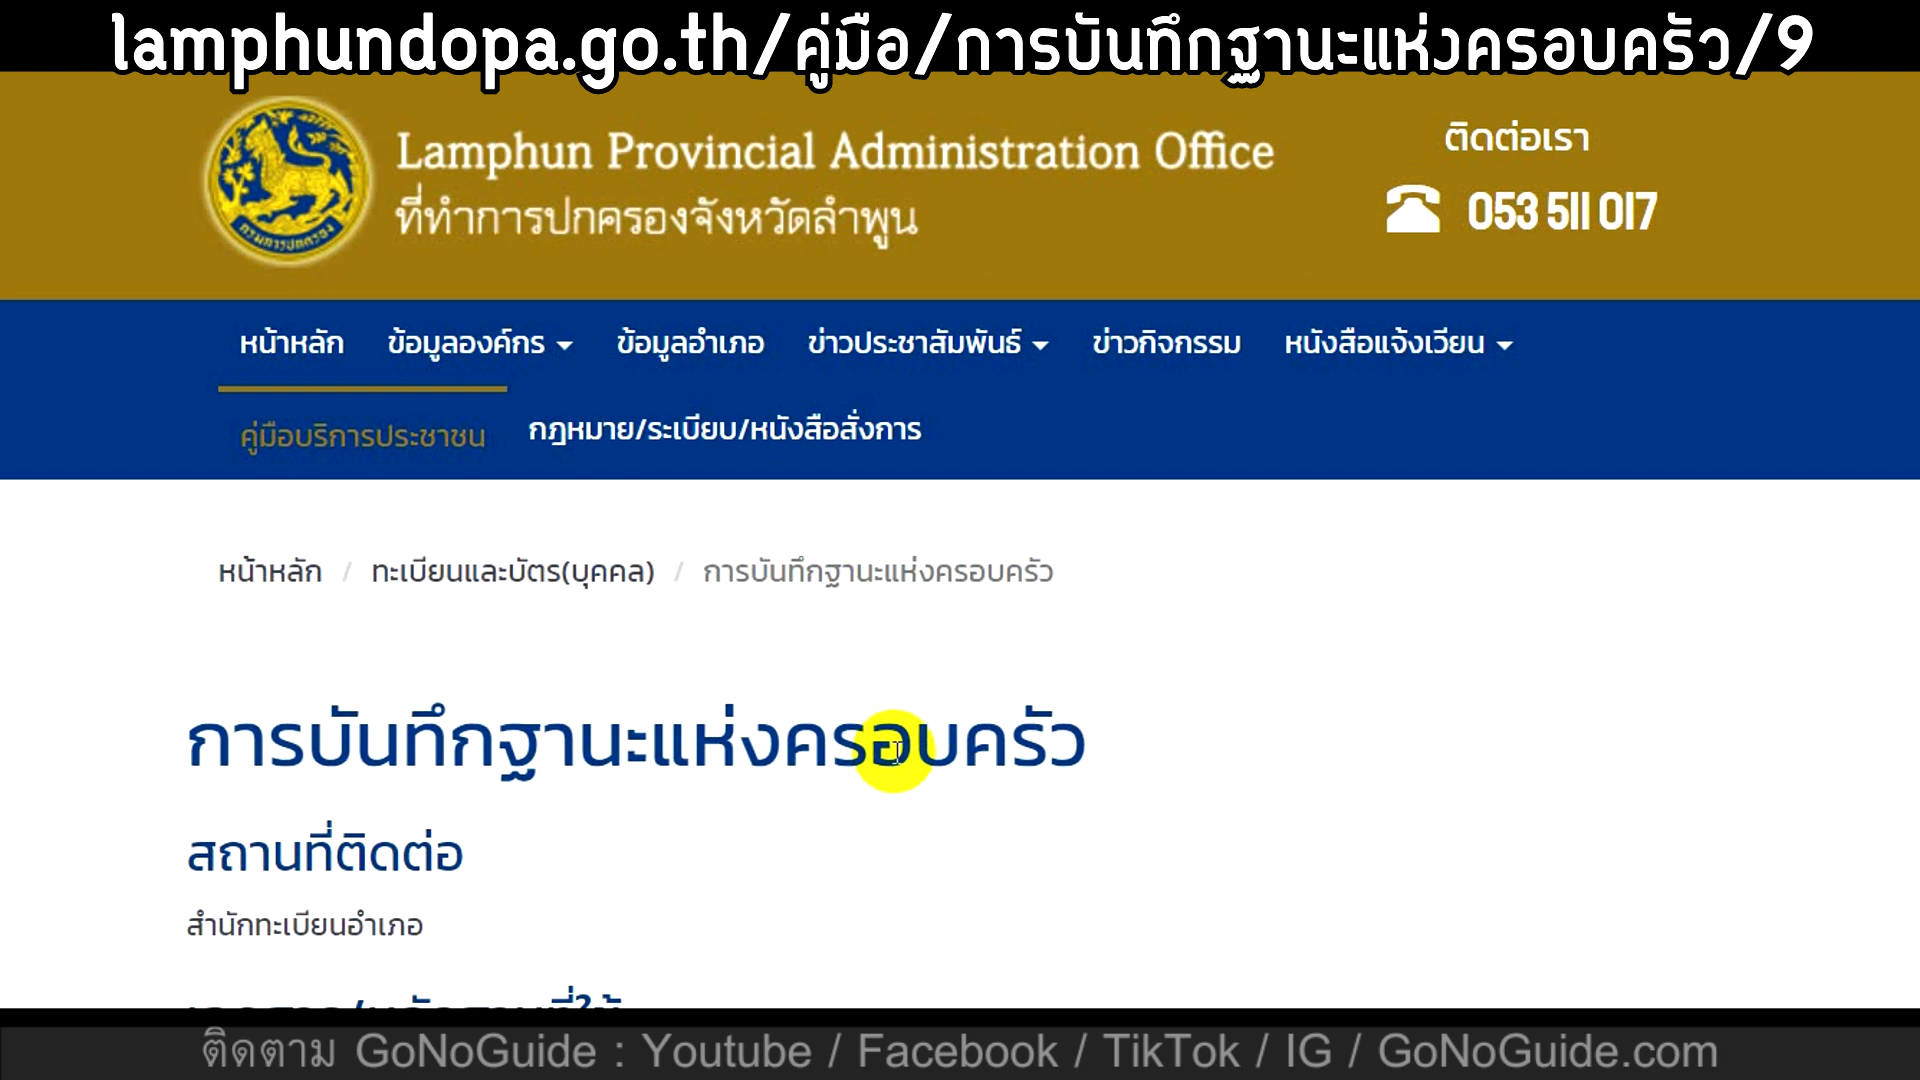 lamphundopa.go.th/คู่มือ/การบันทึกฐานะแห่งครอบครัว/9
Lamphun Provincial Administration Office
ที่ทำการปกครองจังหวัดลำพูน
กรมการปกครอง
ติดต่อเรา
053 511 017
หน้าหลัก ข้อมูลองค์กร ข้อมูลอำเภอ ข่าวประชาสัมพันธ์ ข่าวกิจกรรม หนังสือแจ้งเวียน
คู่มือบริการประชาชน กฎหมาย/ระเบียบ/หนังสือสั่งการ
หน้าหลัก / ทะเบียนและบัตร(บุคคล) / การบันทึกฐานะแห่งครอบครัว
การบันทึกฐานะแห่งครอบครัว
สถานที่ติดต่อ
สำนักทะเบียนอำเภอ
ติดตาม GoNoGuide : Youtube / Facebook / TikTok / IG / GoNoGuide.com